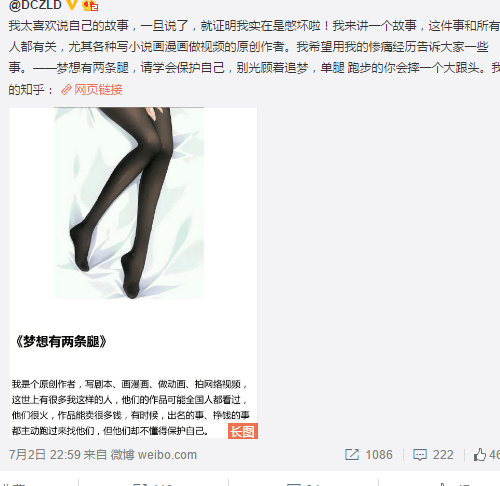 @DCZLD
我太喜欢说自己的故事，一旦说了，就证明我实在是憋坏啦！我来讲一个故事，这件事和所有
人都有关，尤其各种写小说画漫画做视频的原创作者。我希望用我的惨痛经历告诉大家一些
事。——梦想有两条腿，请学会保护自己，别光顾着追梦，单腿 跑步的你会摔一个大跟头。我
的知乎： 网页链接
《梦想有两条腿》
我是个原创作者，写剧本、画漫画、做动画、拍网络视频，
这世上有很多我这样的人，他们的作品可能全国人都看过，
他们很火，作品能卖很多钱，有时候，出名的事、挣钱的事
都主动跑过来找他们，但他们却不懂得保护自己。
长图
7月2日 22:59 来自 微博 weibo.com 1086 222 46